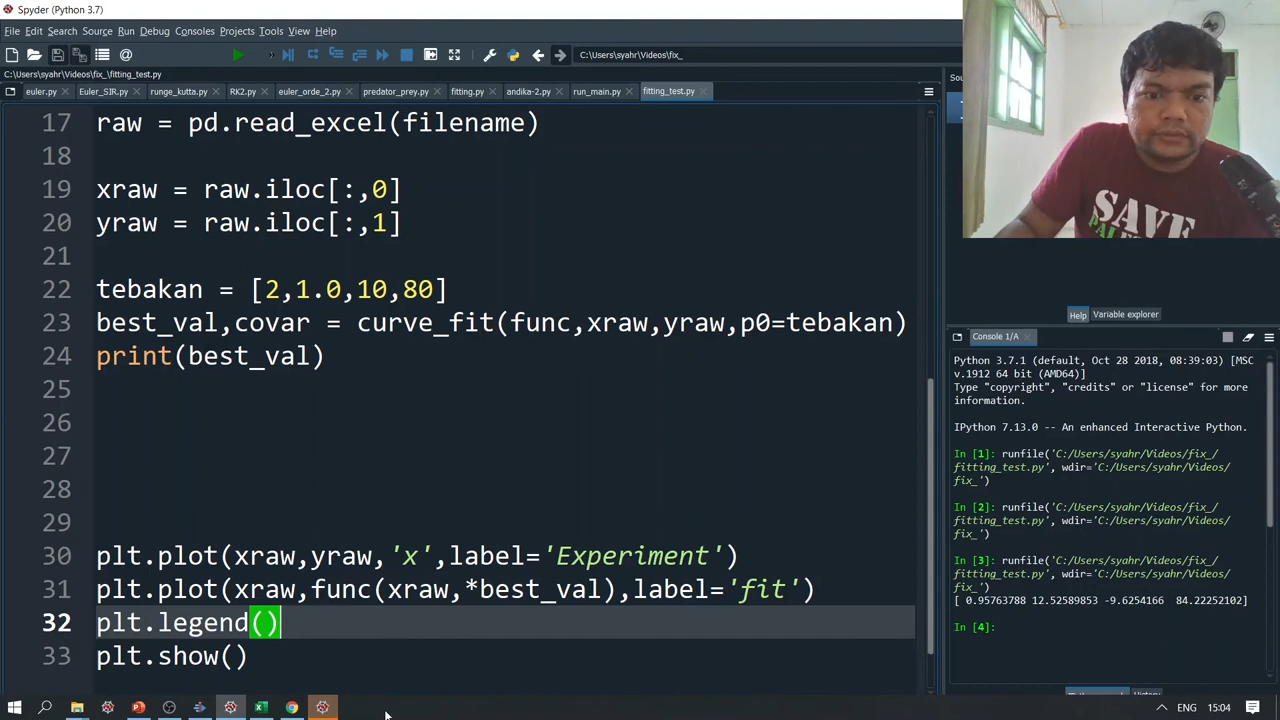 Spyder (Python 3.7)
File Edit Search Source Run Debug Consoles Projects Tools View Help
C:\Users\syahr\Videos\fix_
C:\Users\syahr\Videos\fix_\fitting_test.py
euler.py Euler_SIR.py runge_kutta.py RK2.py euler_orde_2.py predator_prey.py fitting.py andika-2.py run_main.py fitting_test.py
17 raw = pd.read_excel(filename)
18
19 xraw = raw.iloc[:,0]
20 yraw = raw.iloc[:,1]
21
22 tebakan = [2,1.0,10,80]
23 best_val,covar = curve_fit(func,xraw,yraw,p0=tebakan)
24 print(best_val)
25
26
27
28
29
30 plt.plot(xraw,yraw,'x',label='Experiment')
31 plt.plot(xraw,func(xraw,*best_val),label='fit')
32 plt.legend()
33 plt.show()
Sou
SAVE
Help Variable explorer
Console 1/A
Python 3.7.1 (default, Oct 28 2018, 08:39:03) [MSC
v.1912 64 bit (AMD64)]
Type "copyright", "credits" or "license" for more
information.
IPython 7.13.0 -- An enhanced Interactive Python.
In [1]: runfile('C:/Users/syahr/Videos/fix_/
fitting_test.py', wdir='C:/Users/syahr/Videos/
fix_')
In [2]: runfile('C:/Users/syahr/Videos/fix_/
fitting_test.py', wdir='C:/Users/syahr/Videos/
fix_')
In [3]: runfile('C:/Users/syahr/Videos/fix_/
fitting_test.py', wdir='C:/Users/syahr/Videos/
fix_')
[ 0.95763788 12.52589853 -9.6254166 84.22252102]
In [4]:
ENG 15:04